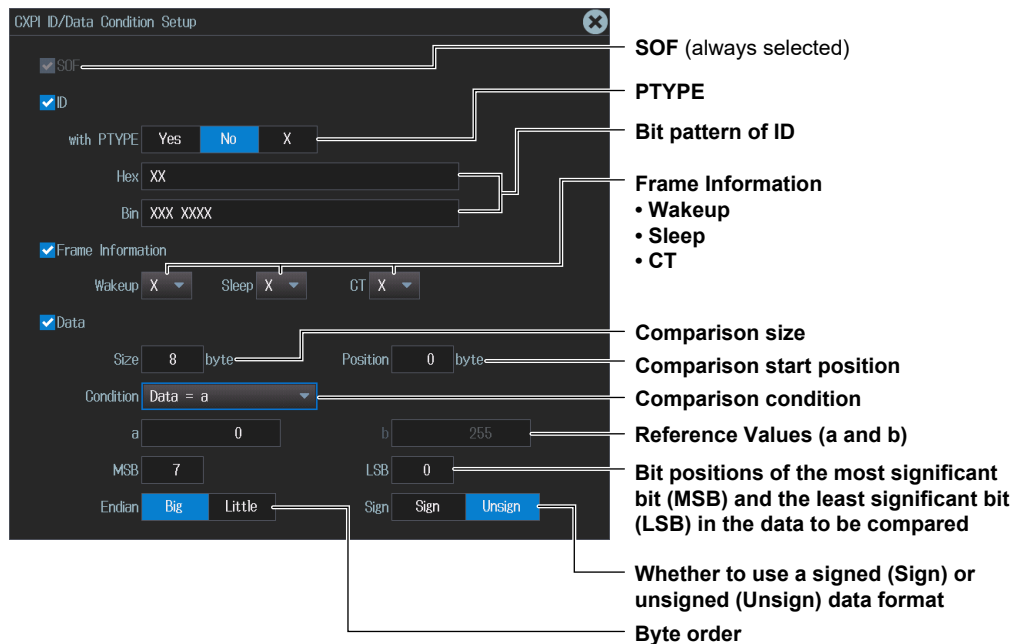 CXPI ID/Data Condition Setup
SOF
SOF (always selected)
ID
PTYPE
with PTYPE Yes No X
Bit pattern of ID
Hex XX
Bin XXX XXXX
Frame Information
• Wakeup
• Sleep
• CT
Frame Information
Wakeup X Sleep X CT X
Data
Comparison size
Size 8 byte Position 0 byte
Comparison start position
Condition Data = a
Comparison condition
a 0 b 255
Reference Values (a and b)
MSB 7 LSB 0
Bit positions of the most significant
bit (MSB) and the least significant bit
(LSB) in the data to be compared
Endian Big Little Sign Sign Unsign
Whether to use a signed (Sign) or
unsigned (Unsign) data format
Byte order